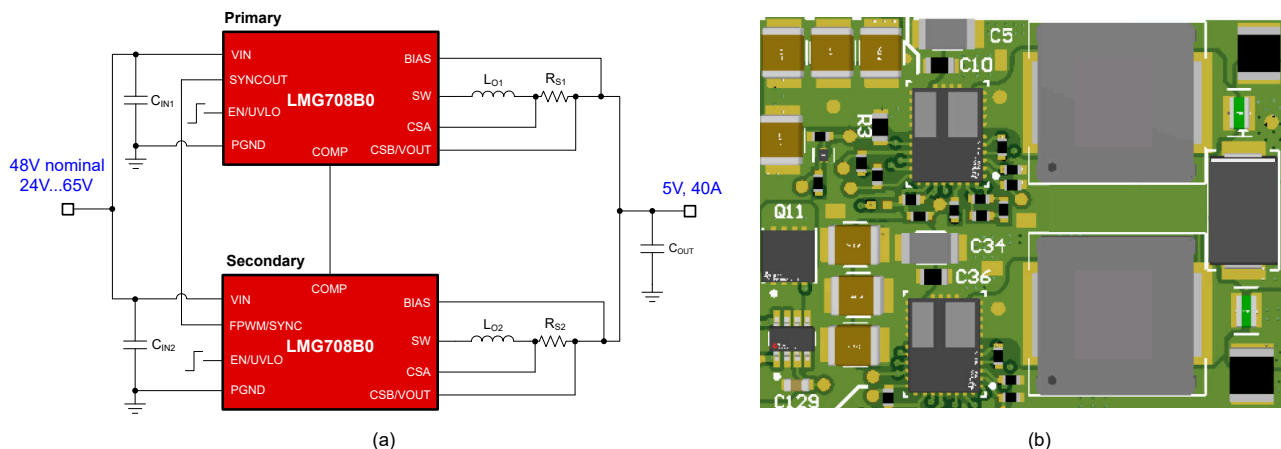 Primary
VIN
BIAS
SYNCOUT
LO1
RS1
CIN1
SW
LMG708B0
EN/UVLO
CSA
PGND
CSB/VOUT
COMP
48V nominal
24V...65V
5V, 40A
COUT
Secondary
COMP
VIN
BIAS
FPWM/SYNC
LO2
RS2
CIN2
SW
LMG708B0
EN/UVLO
CSA
PGND
CSB/VOUT
(a)
C5
C10
R3
Q11
C34
C36
C129
(b)